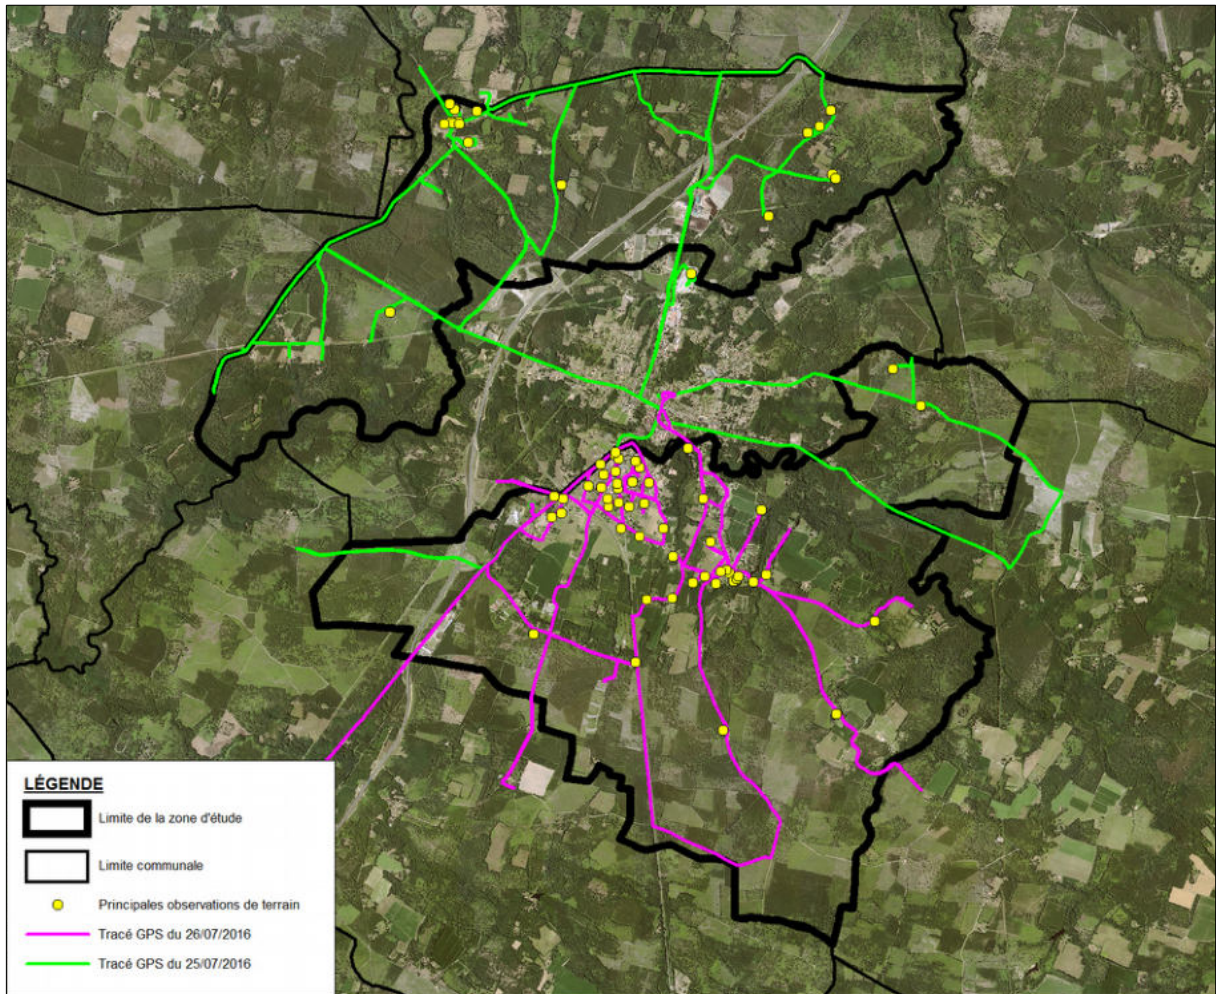 LÉGENDE
Limite de la zone d'étude
Limite communale
Principales observations de terrain
Tracé GPS du 26/07/2016
Tracé GPS du 25/07/2016